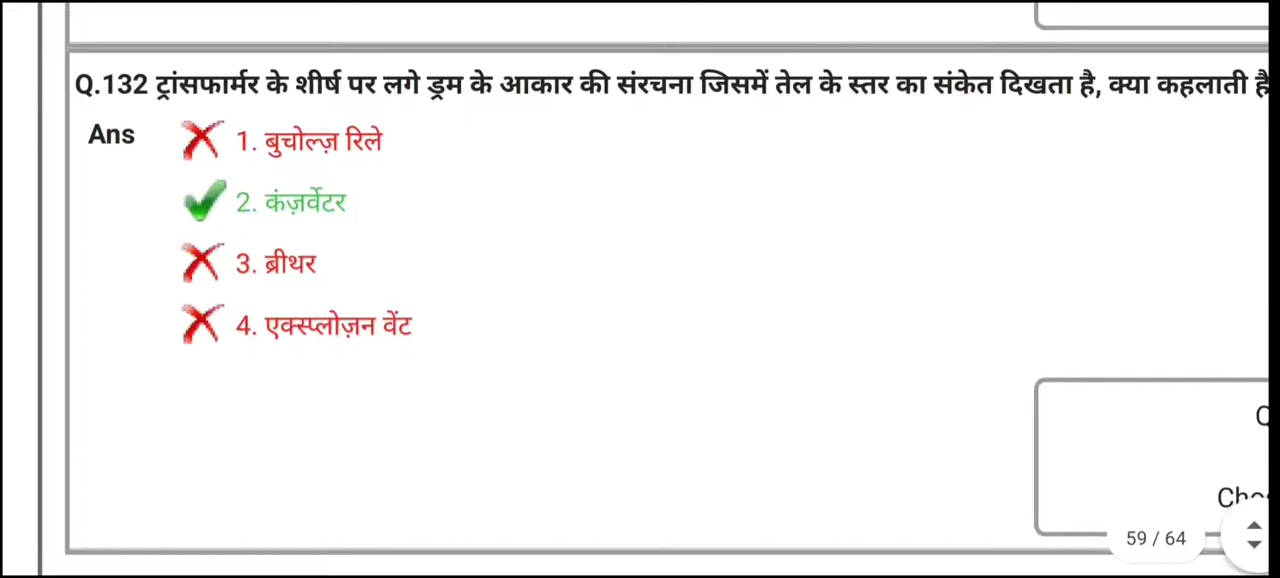 Q.132 ट्रांसफार्मर के शीर्ष पर लगे ड्रम के आकार की संरचना जिसमें तेल के स्तर का संकेत दिखता है, क्या कहलाती है
Ans 1. बुचोल्ज़ रिले
2. कंज़र्वेटर
3. ब्रीथर
4. एक्स्प्लोज़न वेंट
59 / 64